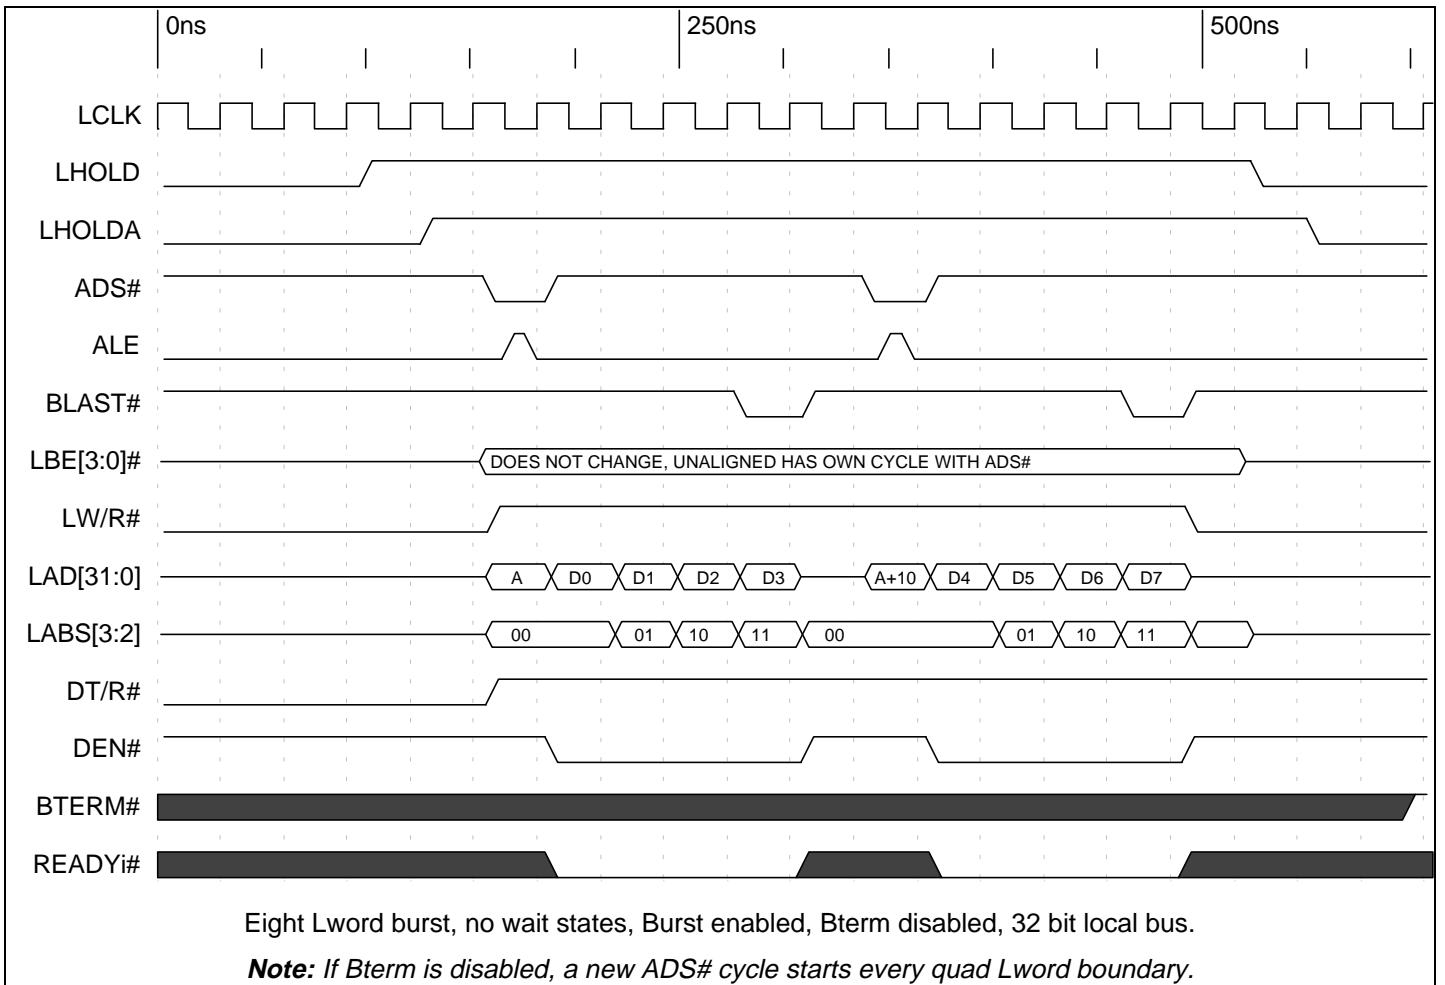 0ns 250ns 500ns
LCLK
LHOLD
LHOLDA
ADS#
ALE
BLAST#
LBE[3:0]# DOES NOT CHANGE, UNALIGNED HAS OWN CYCLE WITH ADS#
LW/R#
LAD[31:0] A D0 D1 D2 D3 A+10 D4 D5 D6 D7
LABS[3:2] 00 01 10 11 00 01 10 11
DT/R#
DEN#
BTERM#
READYi#
Eight Lword burst, no wait states, Burst enabled, Bterm disabled, 32 bit local bus.
Note: If Bterm is disabled, a new ADS# cycle starts every quad Lword boundary.